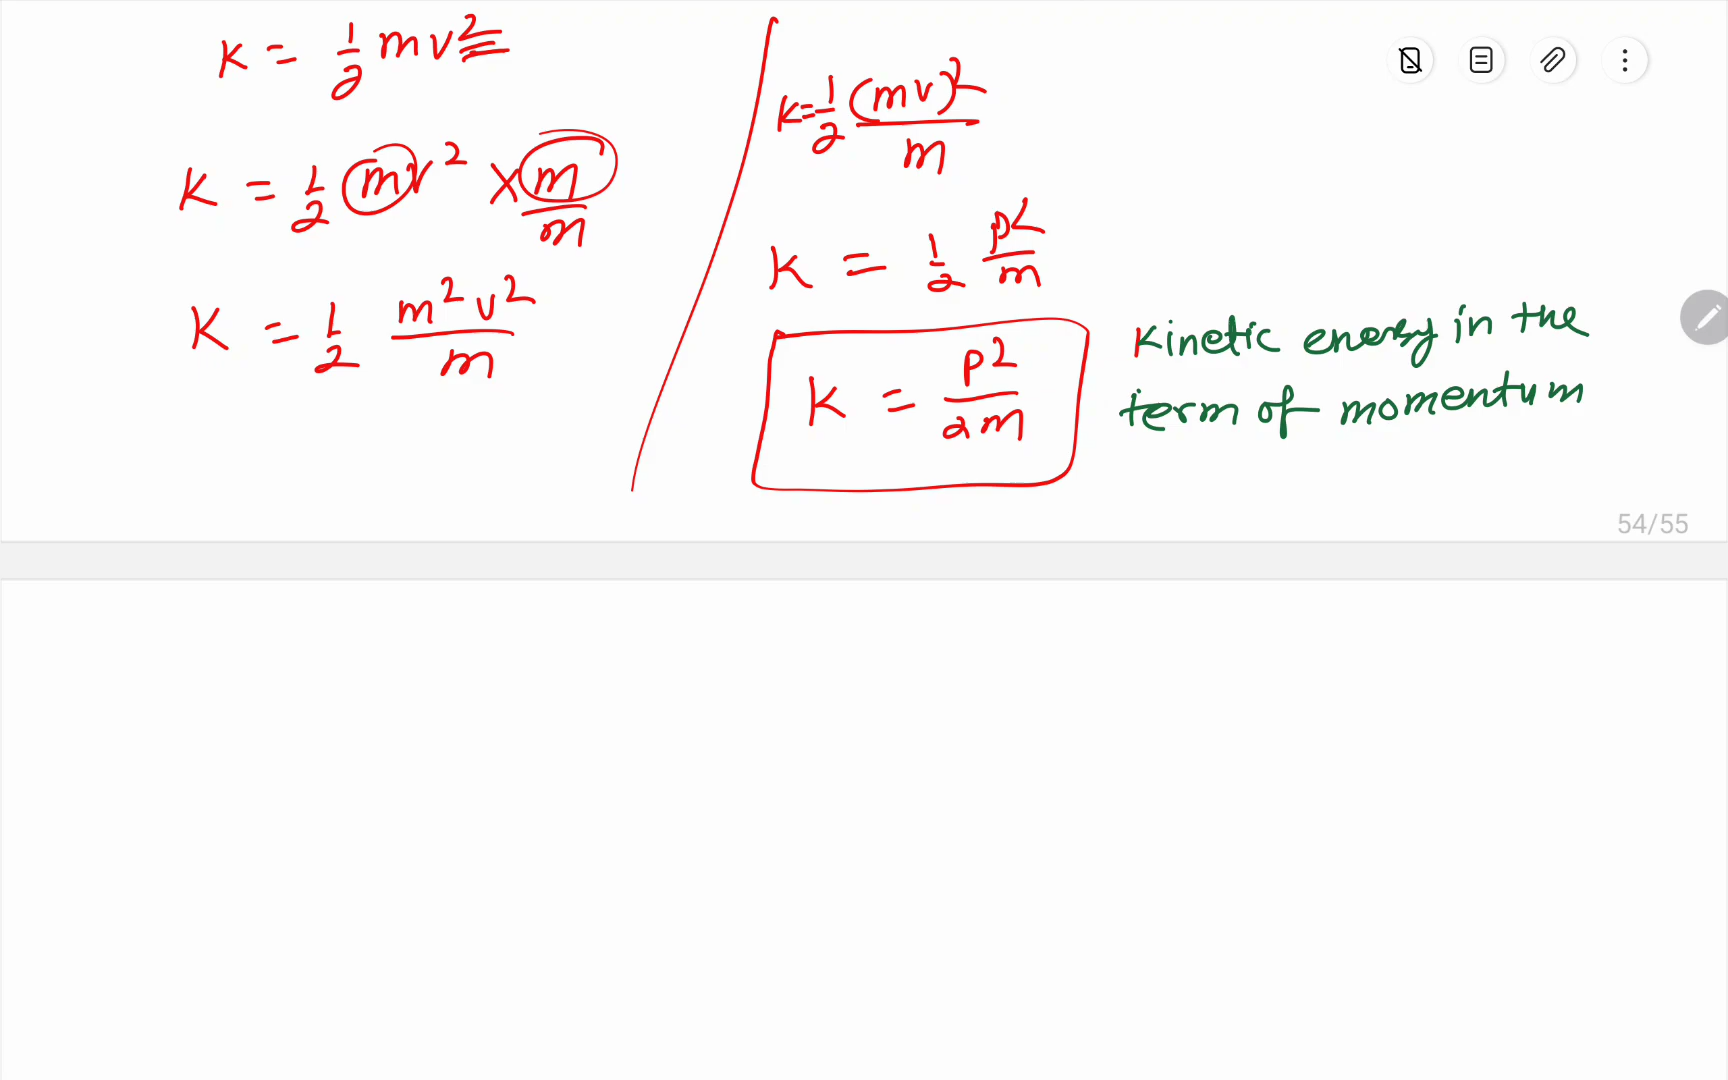 K = 1/2 mv²
K = 1/2 mv² × m/m
K = 1/2 m²v²/m
K = 1/2 (mv)²/m
K = 1/2 p²/m
K = p²/2m
Kinetic energy in the
term of momentum
54/55